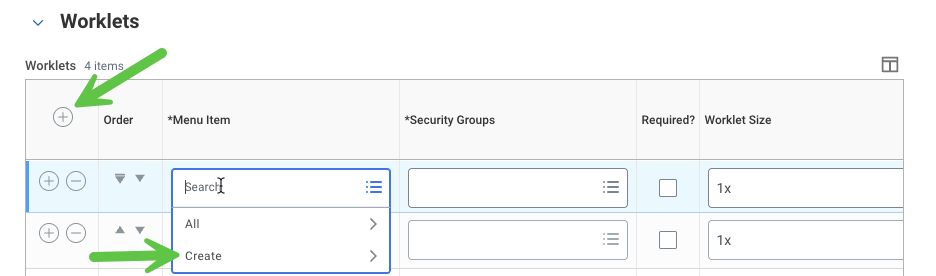 Worklets
Worklets 4 items
Order *Menu Item *Security Groups Required? Worklet Size
Search 1x
All
1x
Create